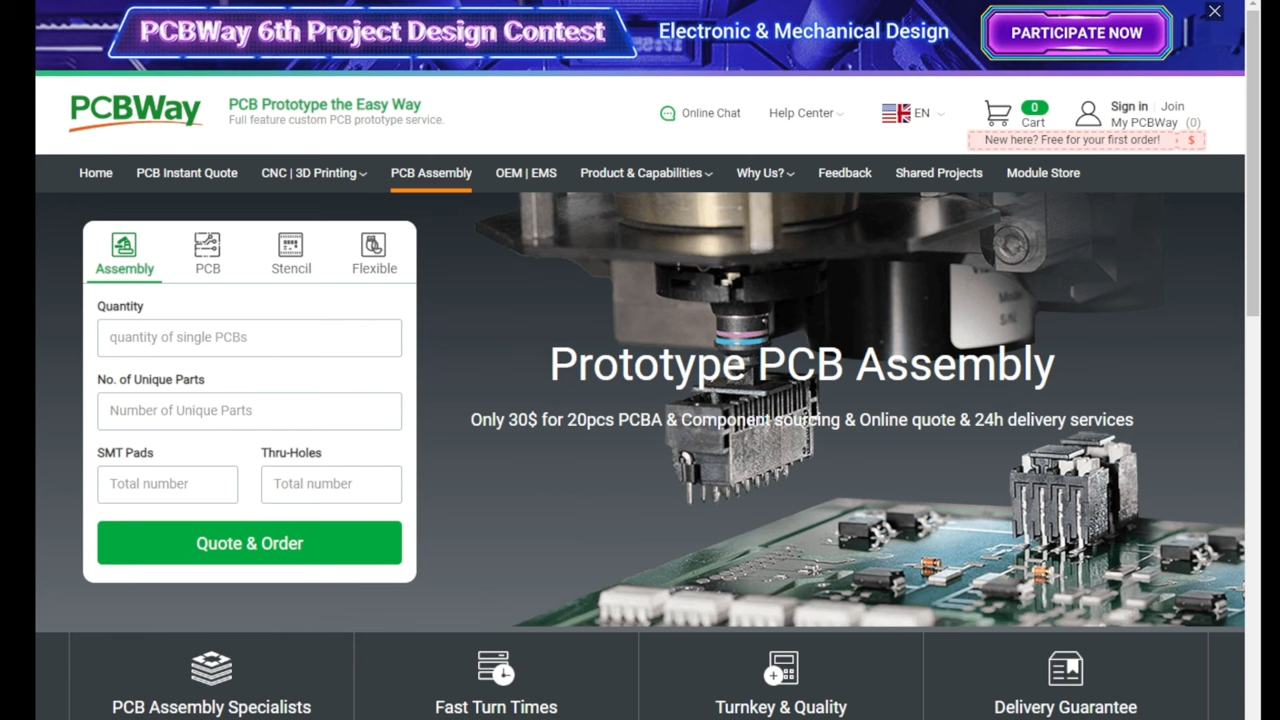 PCBWay 6th Project Design Contest
Electronic & Mechanical Design
PARTICIPATE NOW
PCBWay
PCB Prototype the Easy Way
Full feature custom PCB prototype service.
Online Chat
Help Center
EN
0
Cart
Sign in | Join
My PCBWay (0)
New here? Free for your first order! $
Home PCB Instant Quote CNC | 3D Printing PCB Assembly OEM | EMS Product & Capabilities Why Us? Feedback Shared Projects Module Store
Assembly PCB Stencil Flexible
Quantity
quantity of single PCBs
No. of Unique Parts
Number of Unique Parts
SMT Pads Thru-Holes
Total number Total number
Quote & Order
Prototype PCB Assembly
Only 30$ for 20pcs PCBA & Component sourcing & Online quote & 24h delivery services
PCB Assembly Specialists Fast Turn Times Turnkey & Quality Delivery Guarantee